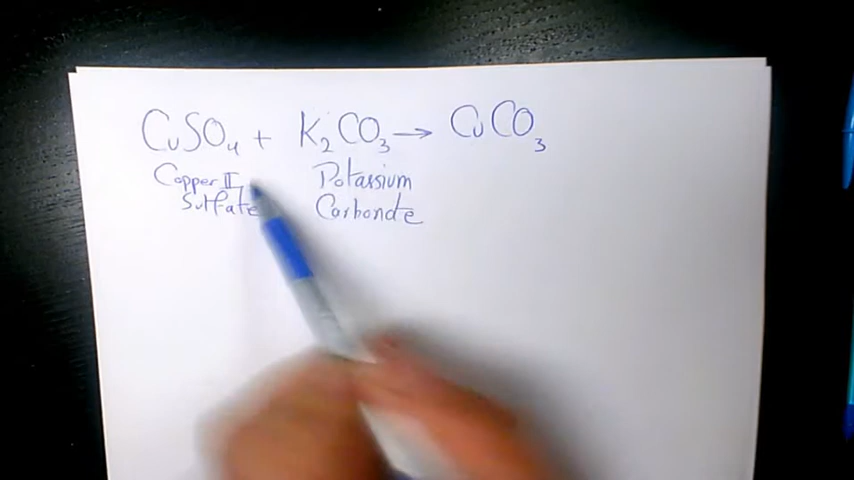 CuSO₄ + K₂CO₃ → CuCO₃
Copper II Potassium
Sulfate Carbonate